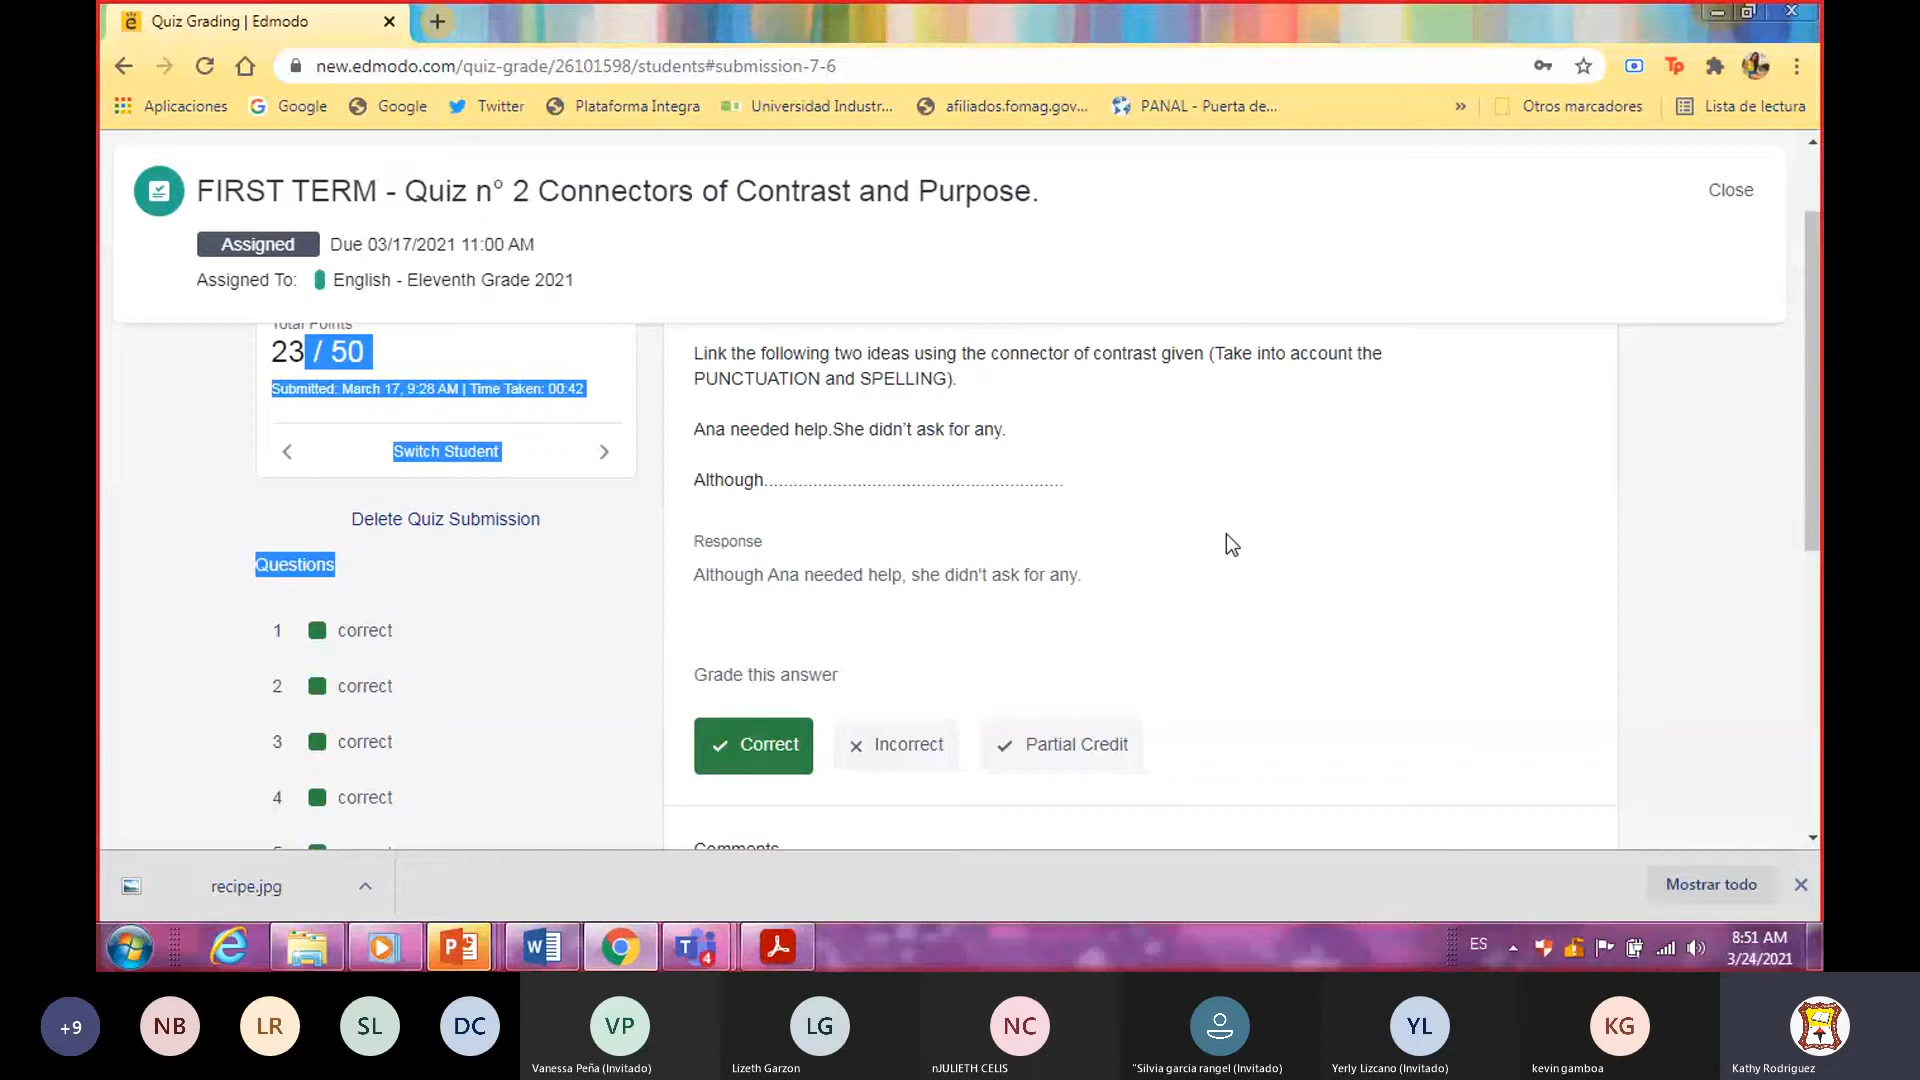 Quiz Grading | Edmodo
new.edmodo.com/quiz-grade/26101598/students#submission-7-6
Aplicaciones Google Google Twitter Plataforma Integra Universidad Industr... afiliados.fomag.gov... PANAL - Puerta de... » Otros marcadores Lista de lectura
FIRST TERM - Quiz n° 2 Connectors of Contrast and Purpose.
Close
Assigned Due 03/17/2021 11:00 AM
Assigned To: English - Eleventh Grade 2021
Total Points
23 / 50
Submitted: March 17, 9:28 AM | Time Taken: 00:42
Switch Student
Delete Quiz Submission
Questions
1 correct
2 correct
3 correct
4 correct
Link the following two ideas using the connector of contrast given (Take into account the
PUNCTUATION and SPELLING).
Ana needed help.She didn't ask for any.
Although.............................................................
Response
Although Ana needed help, she didn't ask for any.
Grade this answer
Correct Incorrect Partial Credit
Comments
recipe.jpg
Mostrar todo
ES
8:51 AM
3/24/2021
+9 NB LR SL DC VP LG NC YL KG
Vanessa Peña (Invitado) Lizeth Garzon nJULIETH CELIS "Silvia garcia rangel (Invitado) Yerly Lizcano (Invitado) kevin gamboa Kathy Rodriguez